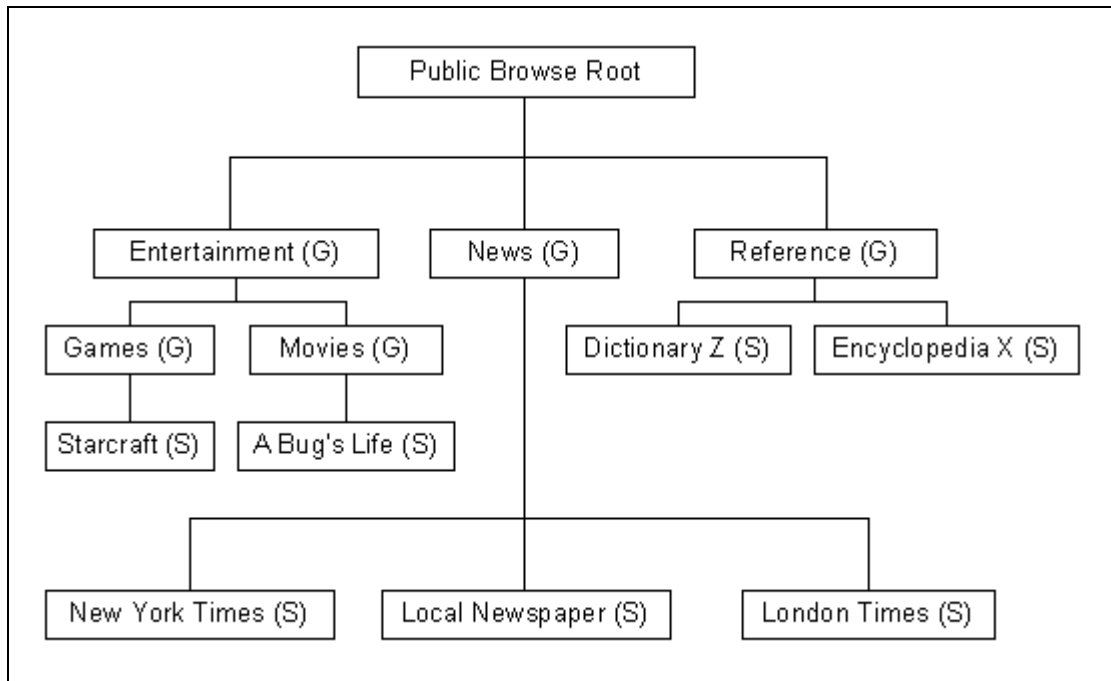 Public Browse Root
Entertainment (G)
News (G)
Reference (G)
Games (G)
Movies (G)
Dictionary Z (S)
Encyclopedia X (S)
Starcraft (S)
A Bug's Life (S)
New York Times (S)
Local Newspaper (S)
London Times (S)